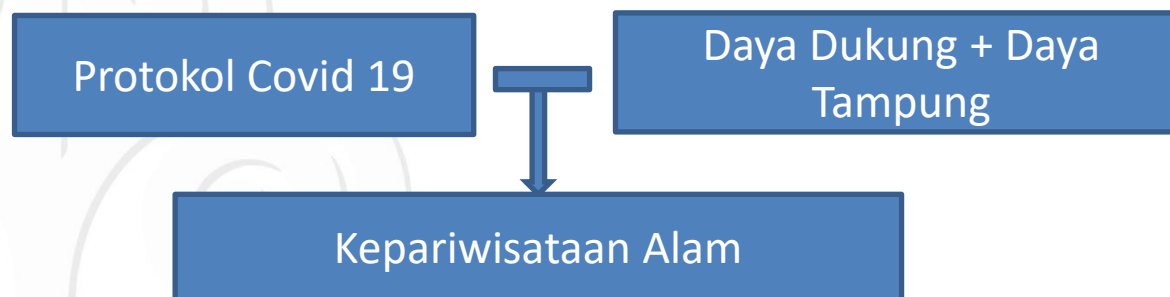 Protokol Covid 19
Daya Dukung + Daya
Tampung
Kepariwisataan Alam